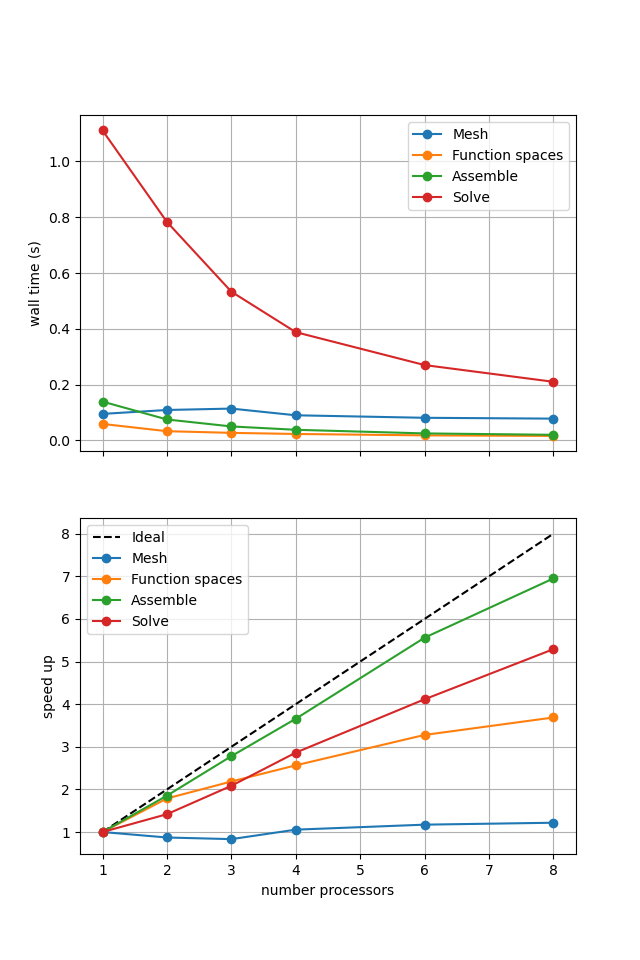 wall time (s)
1.0
0.8
0.6
0.4
0.2
0.0
Mesh
Function spaces
Assemble
Solve
speed up
8
7
6
5
4
3
2
1
Ideal
Mesh
Function spaces
Assemble
Solve
1 2 3 4 5 6 7 8
number processors